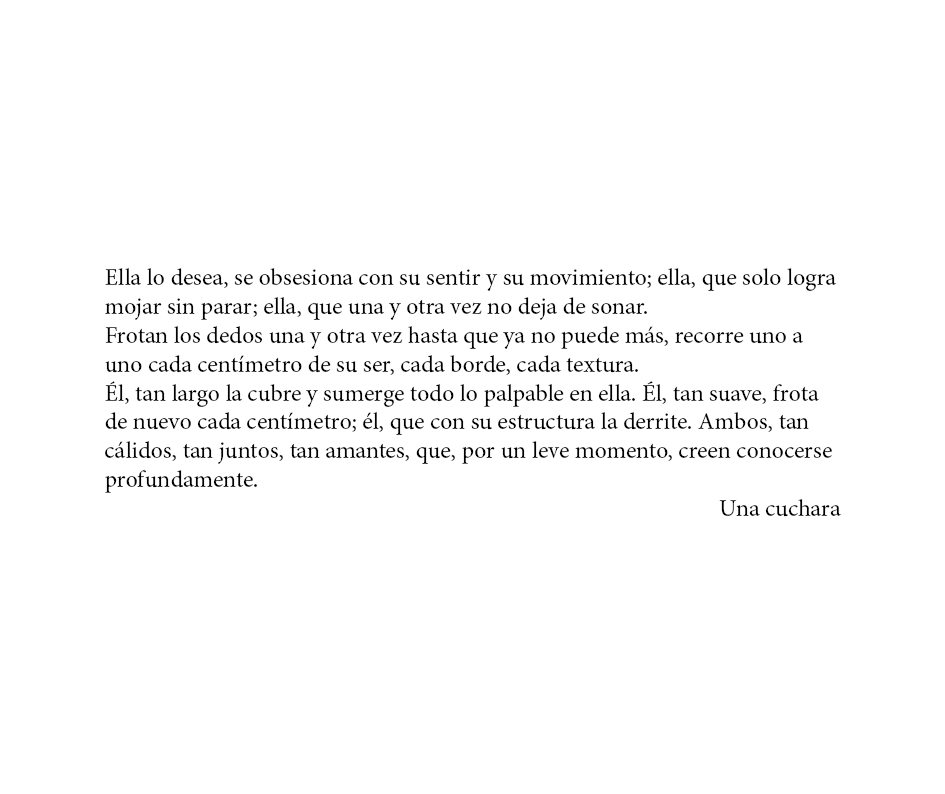 Ella lo desea, se obsesiona con su sentir y su movimiento; ella, que solo logra
mojar sin parar; ella, que una y otra vez no deja de sonar.
Frotan los dedos una y otra vez hasta que ya no puede más, recorre uno a
uno cada centímetro de su ser, cada borde, cada textura.
Él, tan largo la cubre y sumerge todo lo palpable en ella. Él, tan suave, frota
de nuevo cada centímetro; él, que con su estructura la derrite. Ambos, tan
cálidos, tan juntos, tan amantes, que, por un leve momento, creen conocerse
profundamente.
Una cuchara